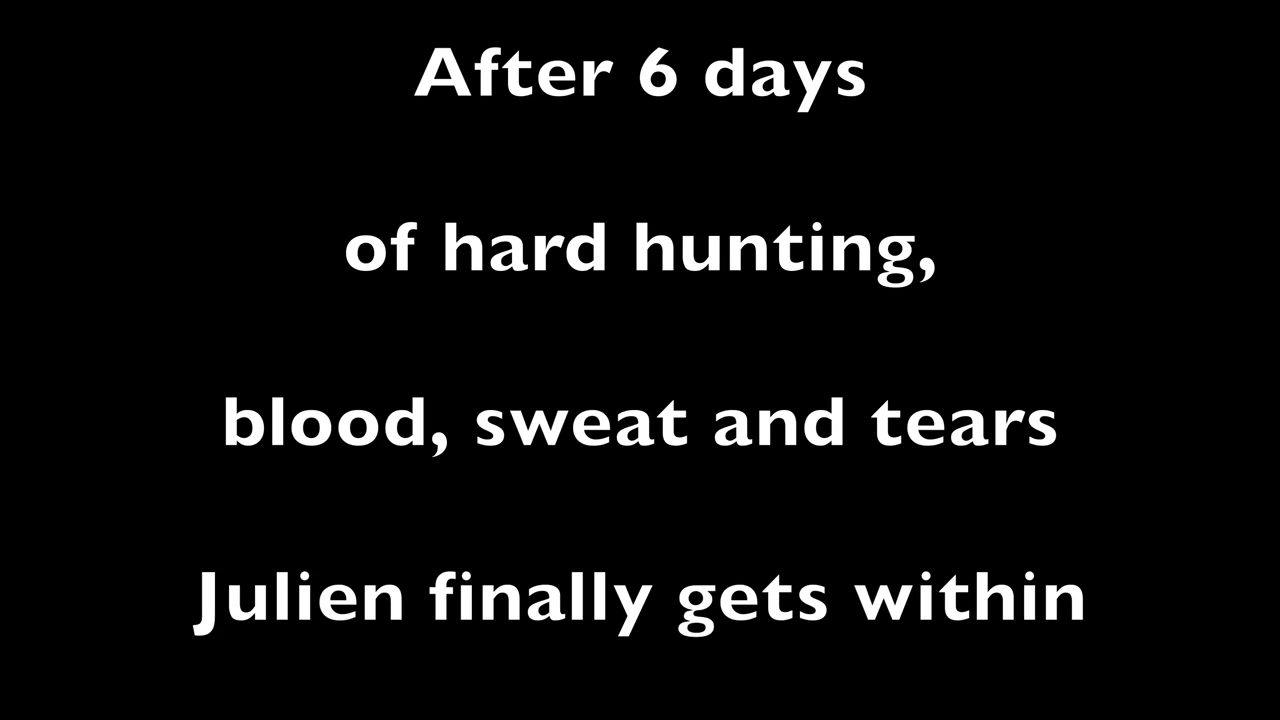 After 6 days
of hard hunting,
blood, sweat and tears
Julien finally gets within